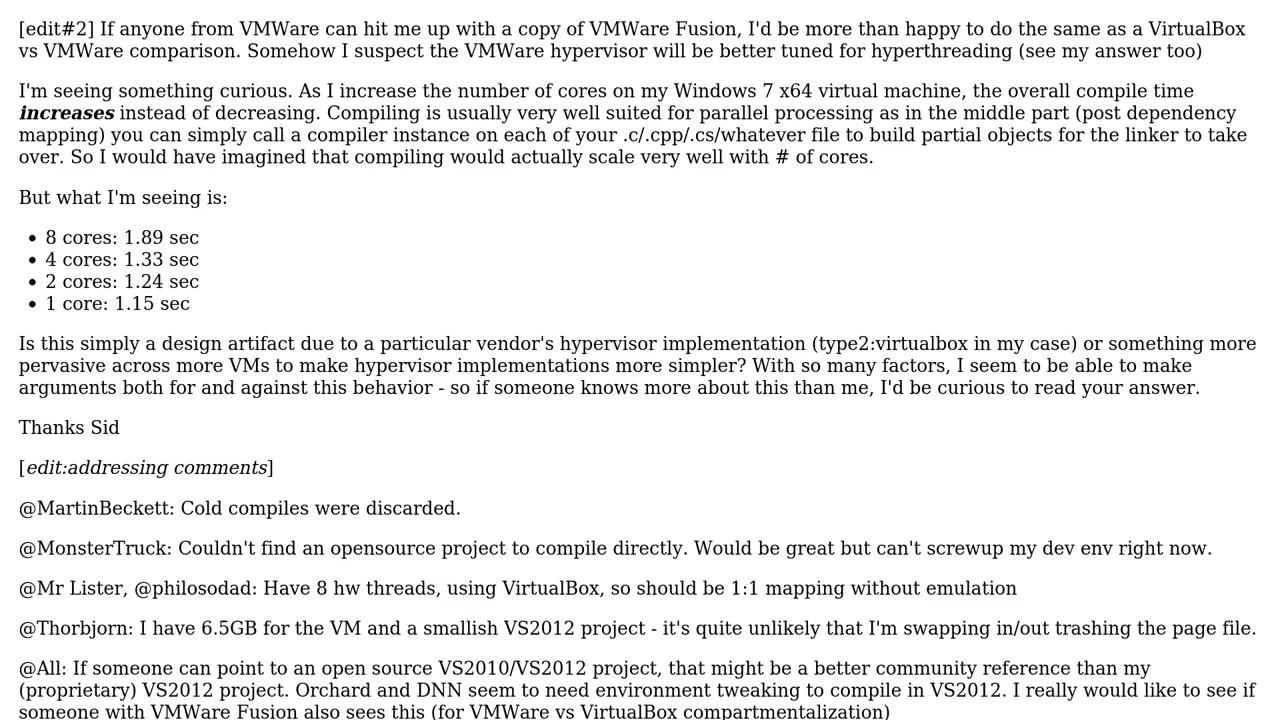 [edit#2] If anyone from VMWare can hit me up with a copy of VMWare Fusion, I'd be more than happy to do the same as a VirtualBox
vs VMWare comparison. Somehow I suspect the VMWare hypervisor will be better tuned for hyperthreading (see my answer too)
I'm seeing something curious. As I increase the number of cores on my Windows 7 x64 virtual machine, the overall compile time
increases instead of decreasing. Compiling is usually very well suited for parallel processing as in the middle part (post dependency
mapping) you can simply call a compiler instance on each of your .c/.cpp/.cs/whatever file to build partial objects for the linker to take
over. So I would have imagined that compiling would actually scale very well with # of cores.
But what I'm seeing is:
• 8 cores: 1.89 sec
• 4 cores: 1.33 sec
• 2 cores: 1.24 sec
• 1 core: 1.15 sec
Is this simply a design artifact due to a particular vendor's hypervisor implementation (type2:virtualbox in my case) or something more
pervasive across more VMs to make hypervisor implementations more simpler? With so many factors, I seem to be able to make
arguments both for and against this behavior - so if someone knows more about this than me, I'd be curious to read your answer.
Thanks Sid
[edit:addressing comments]
@MartinBeckett: Cold compiles were discarded.
@MonsterTruck: Couldn't find an opensource project to compile directly. Would be great but can't screwup my dev env right now.
@Mr Lister, @philosodad: Have 8 hw threads, using VirtualBox, so should be 1:1 mapping without emulation
@Thorbjorn: I have 6.5GB for the VM and a smallish VS2012 project - it's quite unlikely that I'm swapping in/out trashing the page file.
@All: If someone can point to an open source VS2010/VS2012 project, that might be a better community reference than my
(proprietary) VS2012 project. Orchard and DNN seem to need environment tweaking to compile in VS2012. I really would like to see if
someone with VMWare Fusion also sees this (for VMWare vs VirtualBox compartmentalization)